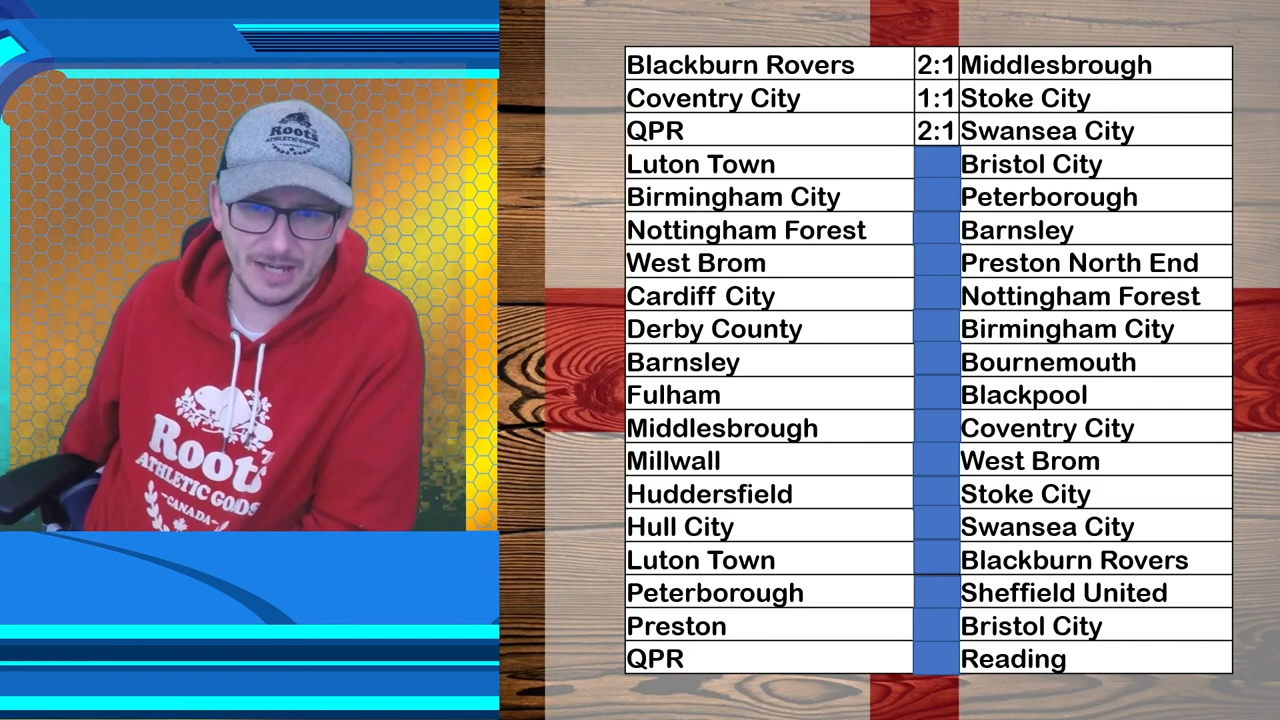 Roots
ATHLETIC GOODS
Roots
ATHLETIC GOODS
CANADA
Blackburn Rovers 2:1 Middlesbrough
Coventry City 1:1 Stoke City
QPR 2:1 Swansea City
Luton Town Bristol City
Birmingham City Peterborough
Nottingham Forest Barnsley
West Brom Preston North End
Cardiff City Nottingham Forest
Derby County Birmingham City
Barnsley Bournemouth
Fulham Blackpool
Middlesbrough Coventry City
Millwall West Brom
Huddersfield Stoke City
Hull City Swansea City
Luton Town Blackburn Rovers
Peterborough Sheffield United
Preston Bristol City
QPR Reading